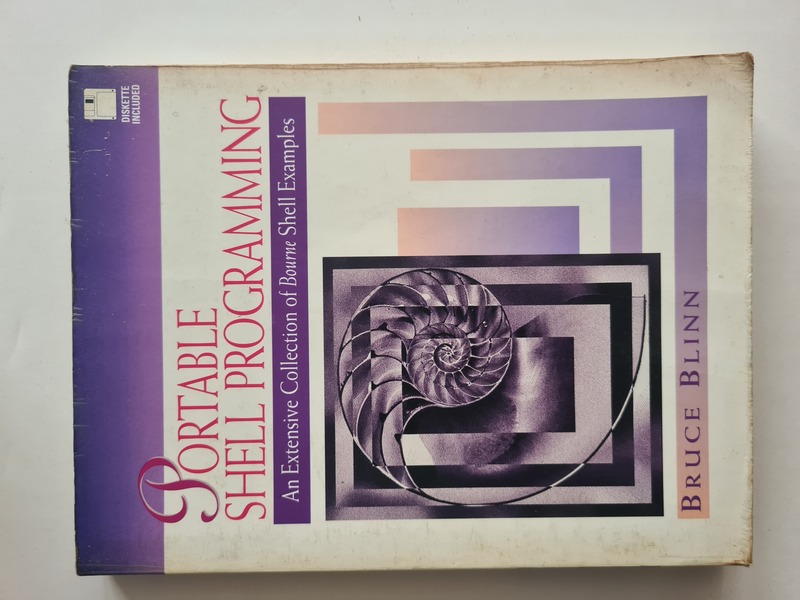 DISKETTE
INCLUDED
PORTABLE
SHELL PROGRAMMING
An Extensive Collection of Bourne Shell Examples
BRUCE BLINN